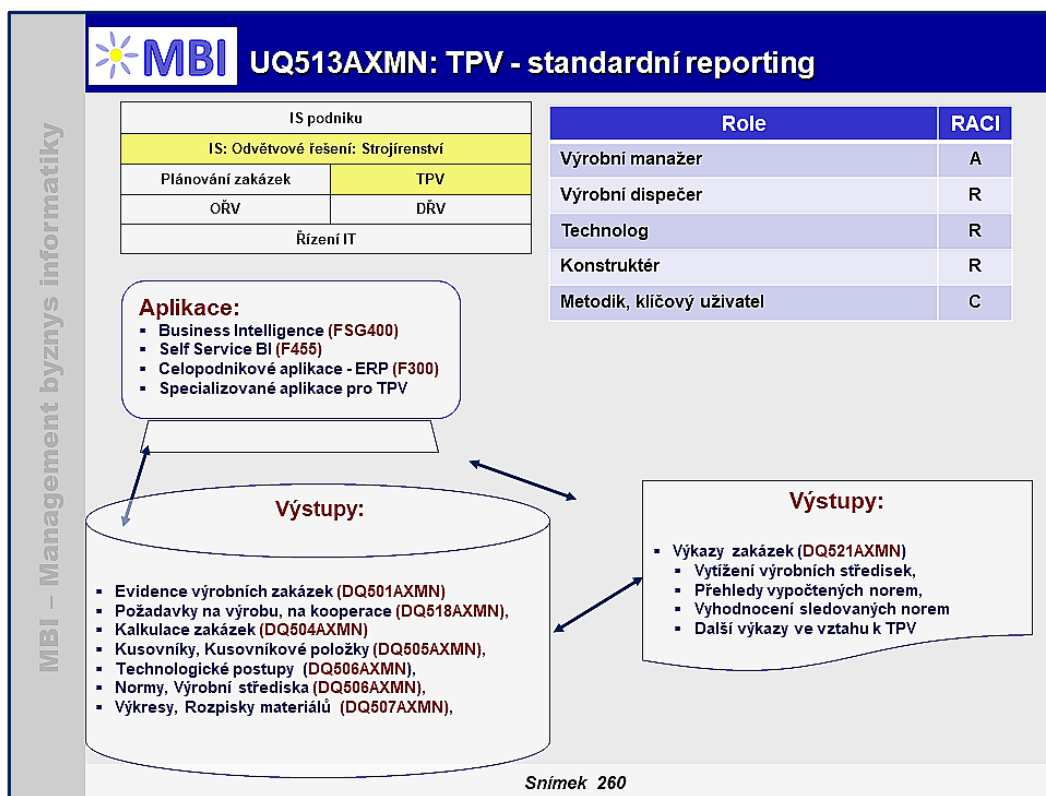 MBI
UQ513AXMN: TPV - standardní reporting
MBI – Management byznys informatiky
IS podniku
IS: Odvětvové řešení: Strojírenství
Plánování zakázek TPV
OŘV DŘV
Řízení IT
Role RACI
Výrobní manažer A
Výrobní dispečer R
Technolog R
Konstruktér R
Metodik, klíčový uživatel C
Aplikace:
Business Intelligence (FSG400)
Self Service BI (F455)
Celopodnikové aplikace - ERP (F300)
Specializované aplikace pro TPV
Výstupy:
Evidence výrobních zakázek (DQ501AXMN)
Požadavky na výrobu, na kooperace (DQ518AXMN),
Kalkulace zakázek (DQ504AXMN)
Kusovníky, Kusovníkové položky (DQ505AXMN),
Technologické postupy (DQ506AXMN),
Normy, Výrobní střediska (DQ506AXMN),
Výkresy, Rozpisky materiálů (DQ507AXMN),
Výstupy:
Výkazy zakázek (DQ521AXMN)
Vytížení výrobních středisek,
Přehledy vypočtených norem,
Vyhodnocení sledovaných norem
Další výkazy ve vztahu k TPV
Snímek 260